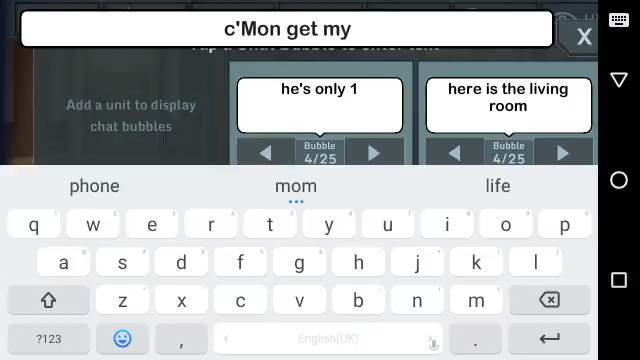 c'Mon get my
X
Tap a Chat Bubble to enter text
Add a unit to display
chat bubbles
he's only 1
here is the living
room
Bubble
4/25
Bubble
4/25
phone mom life
q w e r t y u i o p
a s d f g h j k l
z x c v b n m
?123 , English(UK) .